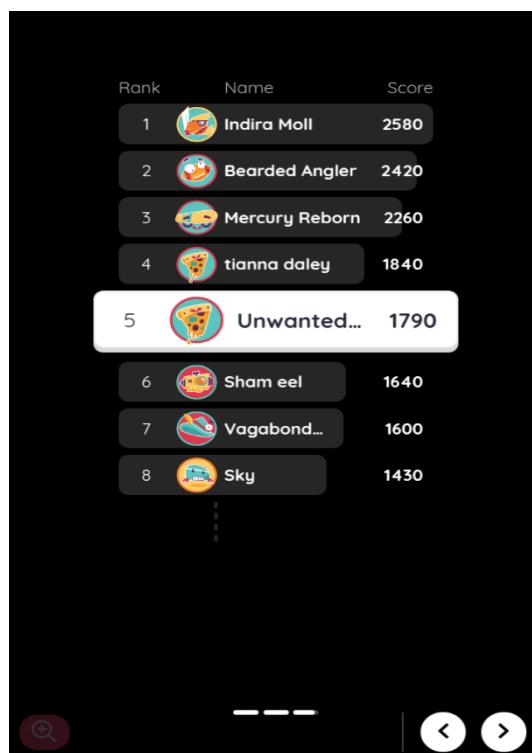 Rank Name Score
1 Indira Moll 2580
2 Bearded Angler 2420
3 Mercury Reborn 2260
4 tianna daley 1840
5 Unwanted... 1790
6 Sham eel 1640
7 Vagabond... 1600
8 Sky 1430